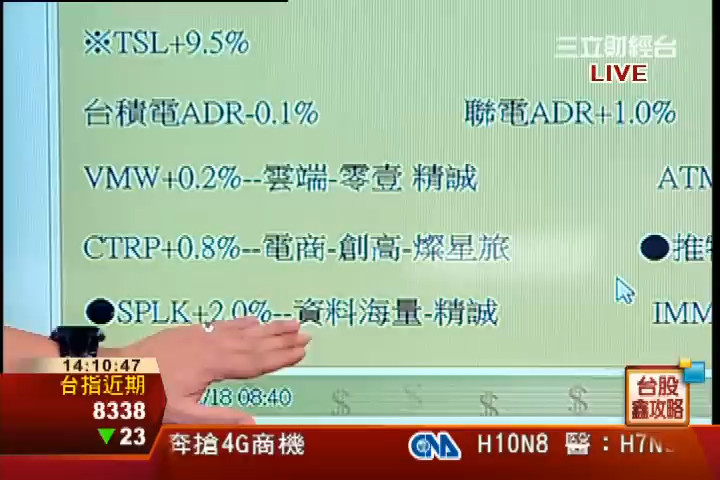 ※TSL+9.5%
三立財經台
LIVE
台積電ADR-0.1%
聯電ADR+1.0%
VMW+0.2%--雲端-零壹 精誠
ATM
CTRP+0.8%--電商-創高-燦星旅
●推
●SPLK+2.0%--資料海量-精誠
IMM
14:10:47
台指近期
8338
▼23
/18 08:40
$ $ $
台股
鑫攻略
奔搶4G商機
CNA
H10N8 醫：H7N